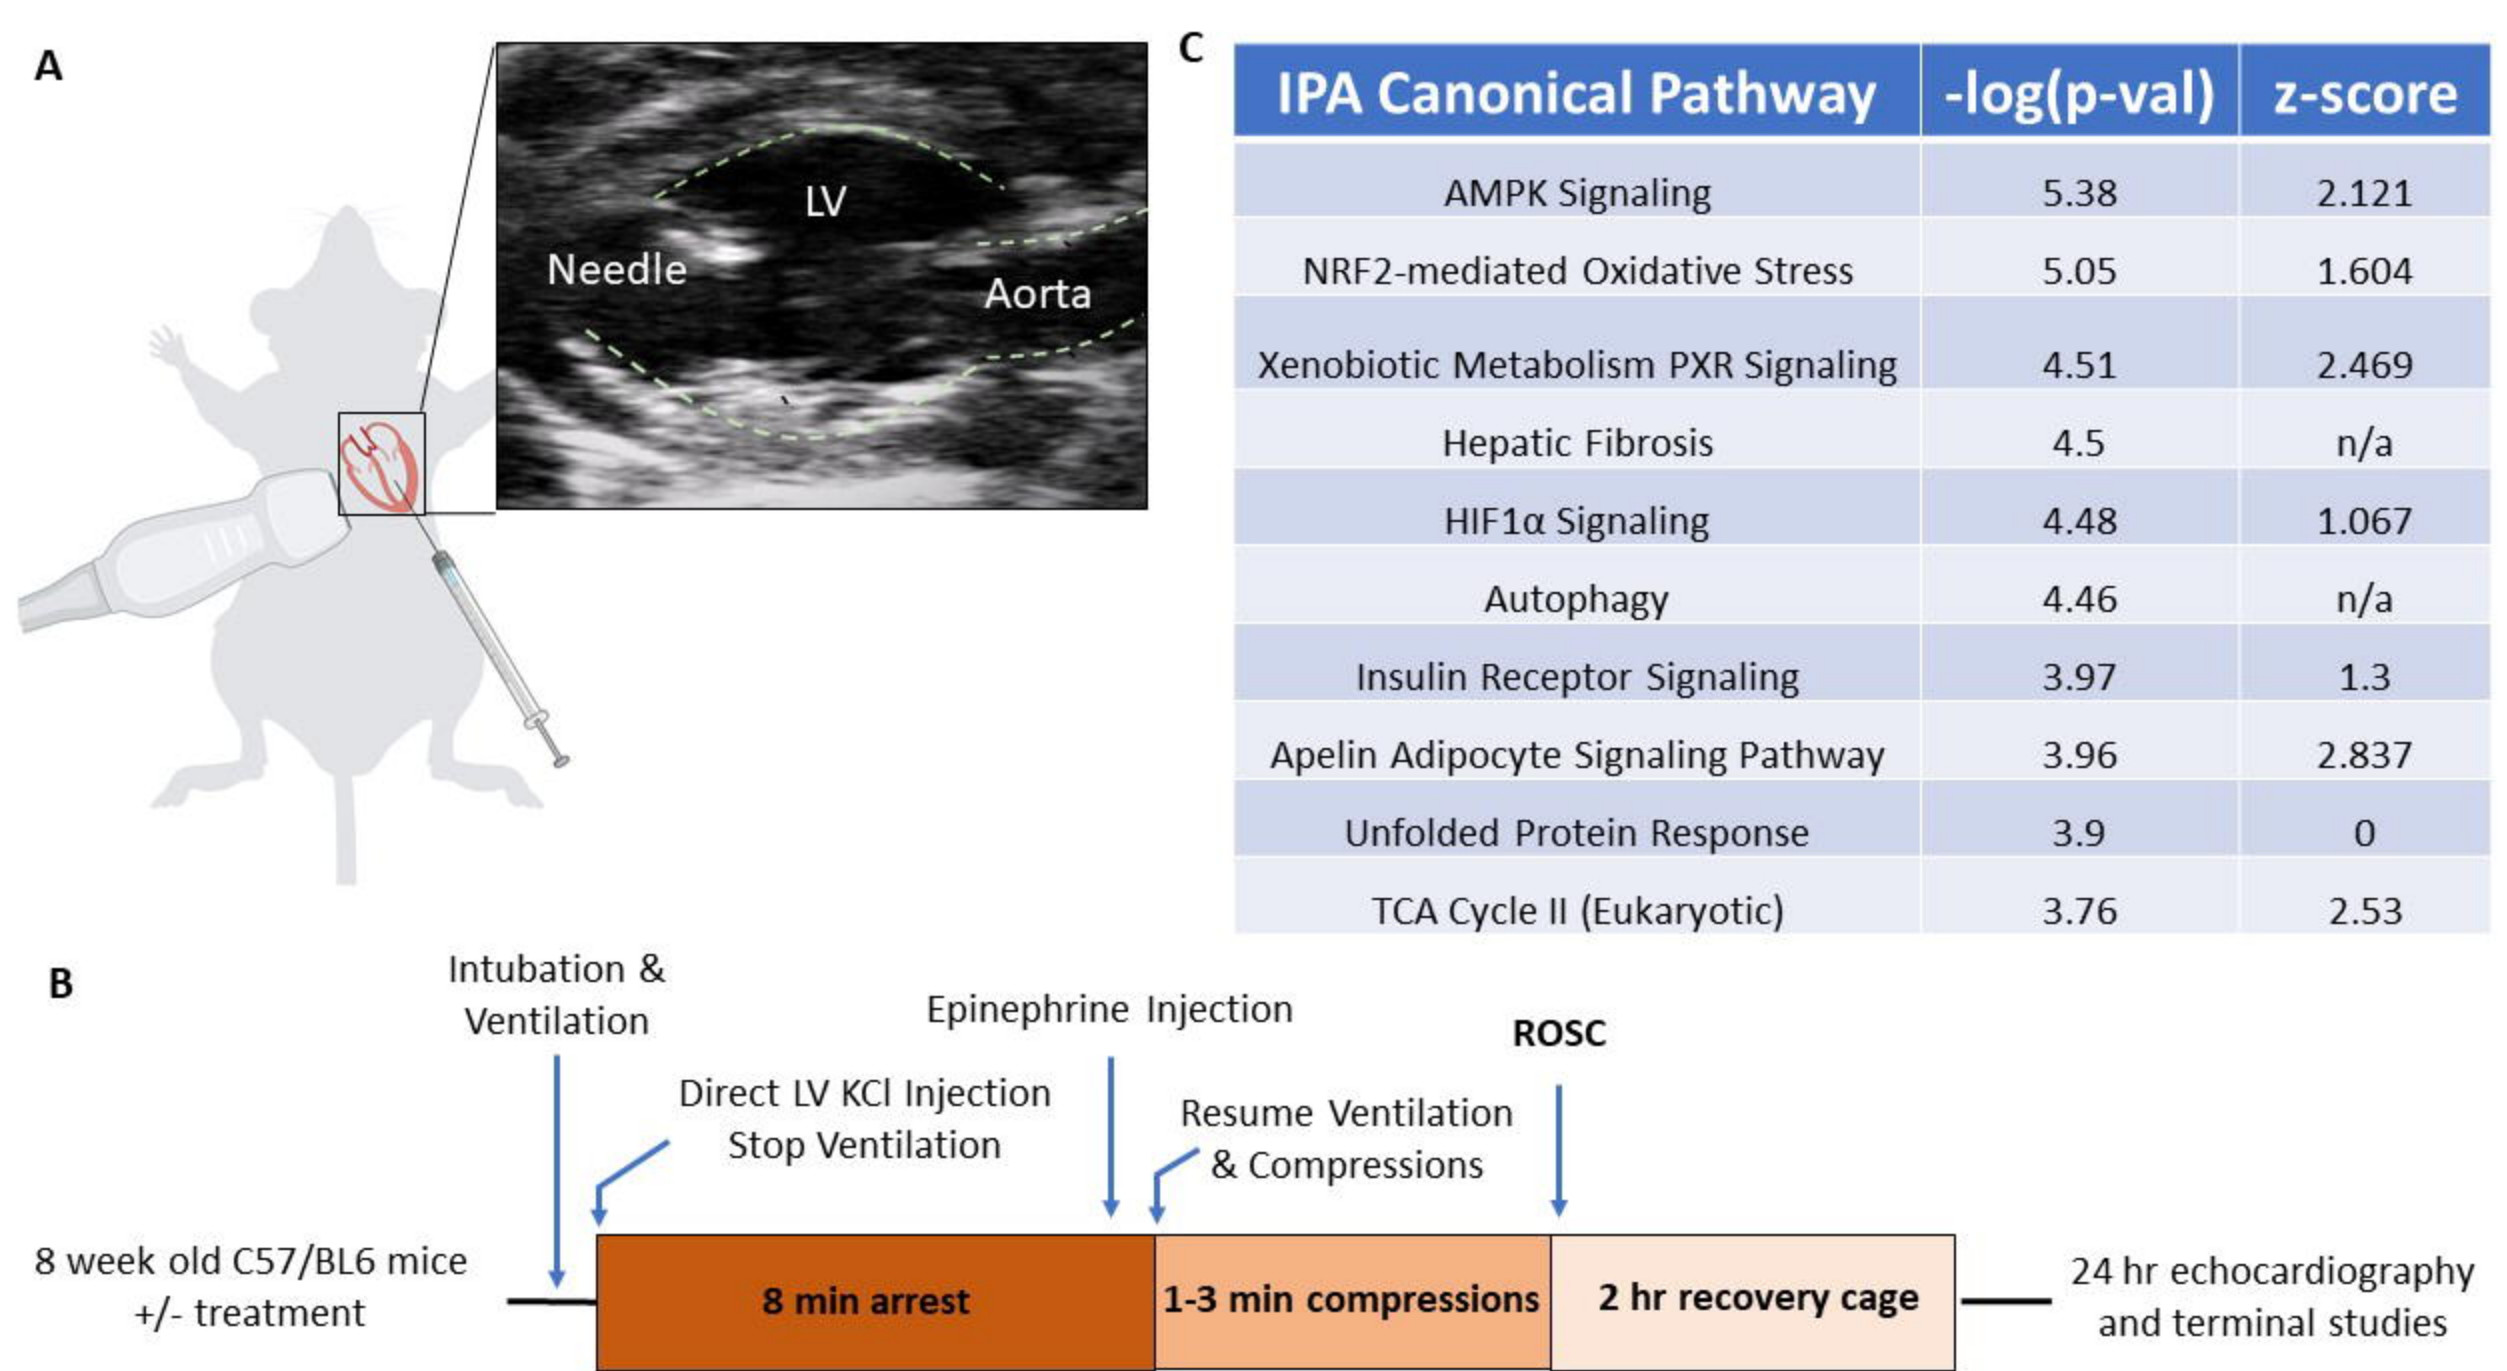 A
LV
Needle
Aorta
C
IPA Canonical Pathway -log(p-val) z-score
AMPK Signaling 5.38 2.121
NRF2-mediated Oxidative Stress 5.05 1.604
Xenobiotic Metabolism PXR Signaling 4.51 2.469
Hepatic Fibrosis 4.5 n/a
HIF1α Signaling 4.48 1.067
Autophagy 4.46 n/a
Insulin Receptor Signaling 3.97 1.3
Apelin Adipocyte Signaling Pathway 3.96 2.837
Unfolded Protein Response 3.9 0
TCA Cycle II (Eukaryotic) 3.76 2.53
B
Intubation &
Ventilation
Direct LV KCl Injection
Stop Ventilation
Epinephrine Injection
Resume Ventilation
& Compressions
ROSC
8 week old C57/BL6 mice
+/- treatment
8 min arrest
1-3 min compressions
2 hr recovery cage
24 hr echocardiography
and terminal studies